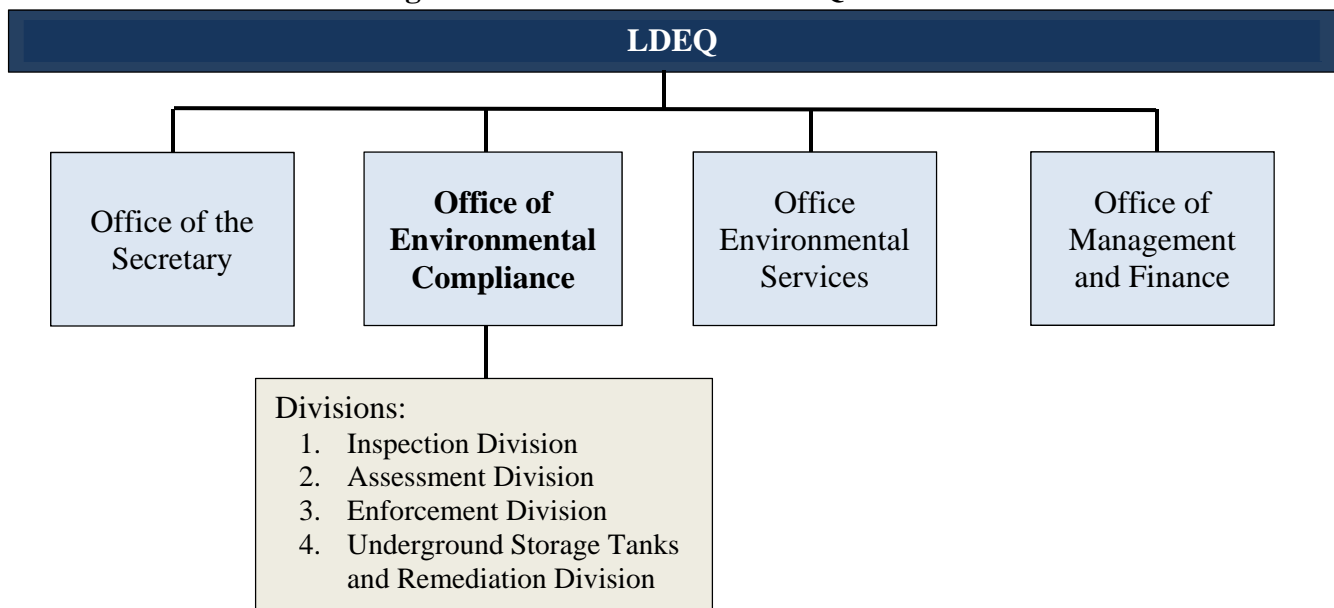 LDEQ
Office of the
Secretary
Office of
Environmental
Compliance
Office
Environmental
Services
Office of
Management
and Finance
Divisions:
1. Inspection Division
2. Assessment Division
3. Enforcement Division
4. Underground Storage Tanks
and Remediation Division